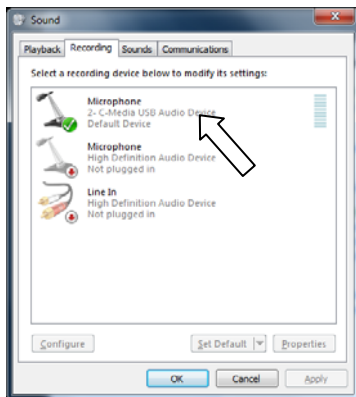 Sound
Playback Recording Sounds Communications
Select a recording device below to modify its settings:
Microphone
2- C-Media USB Audio Device
Default Device
Microphone
High Definition Audio Device
Not plugged in
Line In
High Definition Audio Device
Not plugged in
Configure Set Default Properties
OK Cancel Apply